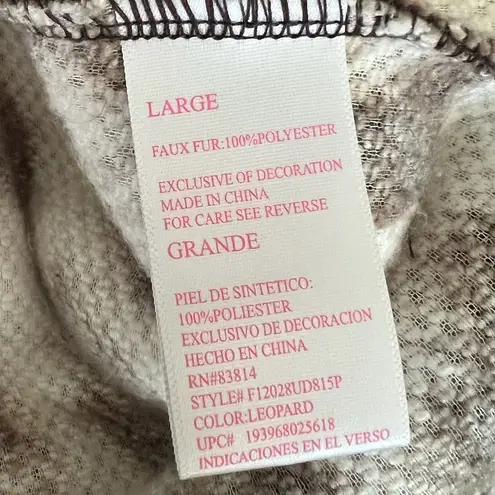 LARGE
FAUX FUR:100%POLYESTER
EXCLUSIVE OF DECORATION
MADE IN CHINA
FOR CARE SEE REVERSE
GRANDE
PIEL DE SINTETICO:
100%POLIESTER
EXCLUSIVO DE DECORACION
HECHO EN CHINA
RN#83814
STYLE# F12028UD815P
COLOR:LEOPARD
UPC# 193968025618
INDICACIONES EN EL VERSO